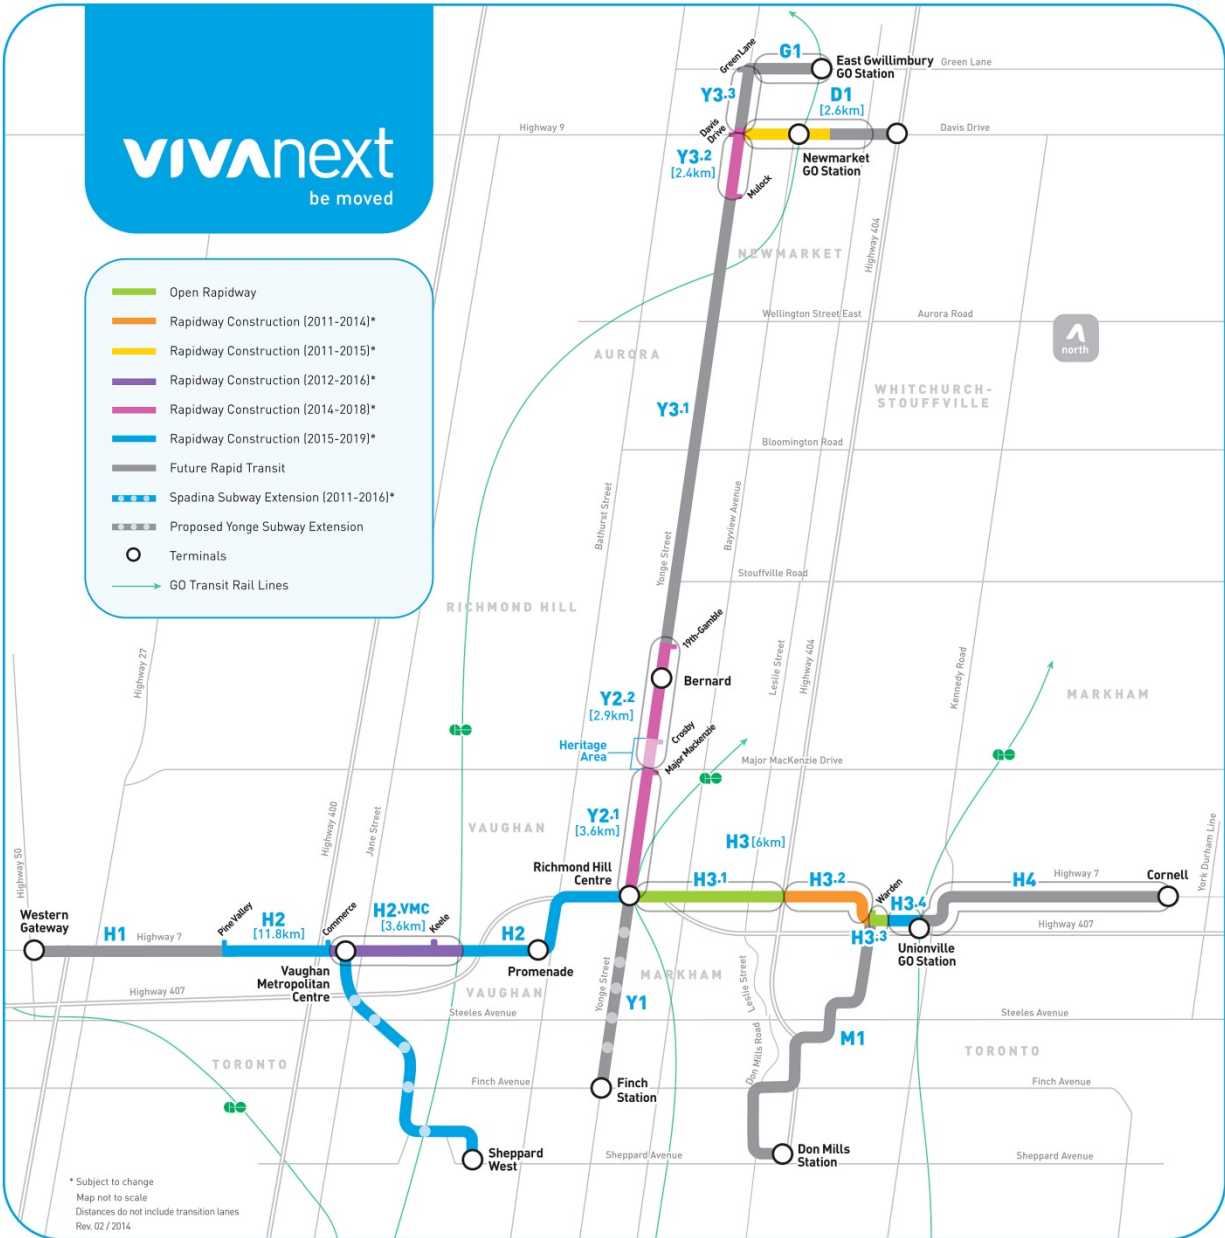 vivanext
be moved
Open Rapidway
Rapidway Construction (2011-2014)*
Rapidway Construction (2011-2015)*
Rapidway Construction (2012-2016)*
Rapidway Construction (2014-2018)*
Rapidway Construction (2015-2019)*
Future Rapid Transit
Spadina Subway Extension (2011-2016)*
Proposed Yonge Subway Extension
Terminals
GO Transit Rail Lines
Green Lane
G1
East Gwillimbury
GO Station
Green Lane
Y3.3
D1
[2.6km]
Highway 9
Davis
Drive
Davis Drive
Y3.2
[2.4km]
Newmarket
GO Station
Mulock
NEWMARKET
Highway 404
Wellington Street East
Aurora Road
north
AURORA
WHITCHURCH-
STOUFFVILLE
Y3.1
Bloomington Road
Bathurst Street
Bayview Avenue
Yonge Street
Stouffville Road
RICHMOND HILL
19th-Gamble
Leslie Street
Highway 404
Kennedy Road
Highway 27
Bernard
MARKHAM
Y2.2
[2.9km]
Crosby
Heritage
Area
Major Mackenzie
Major MacKenzie Drive
GO
GO
GO
Highway 400
Jane Street
VAUGHAN
Y2.1
[3.6km]
H3 [6km]
York Durham Line
Highway 50
Richmond Hill
Centre
H3.1
H3.2
Warden
H3.4
H4
Highway 7
Cornell
Western
Gateway
H1
Highway 7
Pine Valley
H2
[11.8km]
Commerce
H2.VMC
[3.6km]
Keele
H2
H3.3
Highway 407
Unionville
GO Station
Vaughan
Metropolitan
Centre
Promenade
Highway 407
VAUGHAN
MARKHAM
Yonge Street
Y1
Leslie Street
Steeles Avenue
Steeles Avenue
M1
TORONTO
TORONTO
Don Mills Road
Finch Avenue
Finch
Station
Finch Avenue
GO
Sheppard
West
Sheppard Avenue
Don Mills
Station
Sheppard Avenue
* Subject to change
Map not to scale
Distances do not include transition lanes
Rev. 02 / 2014